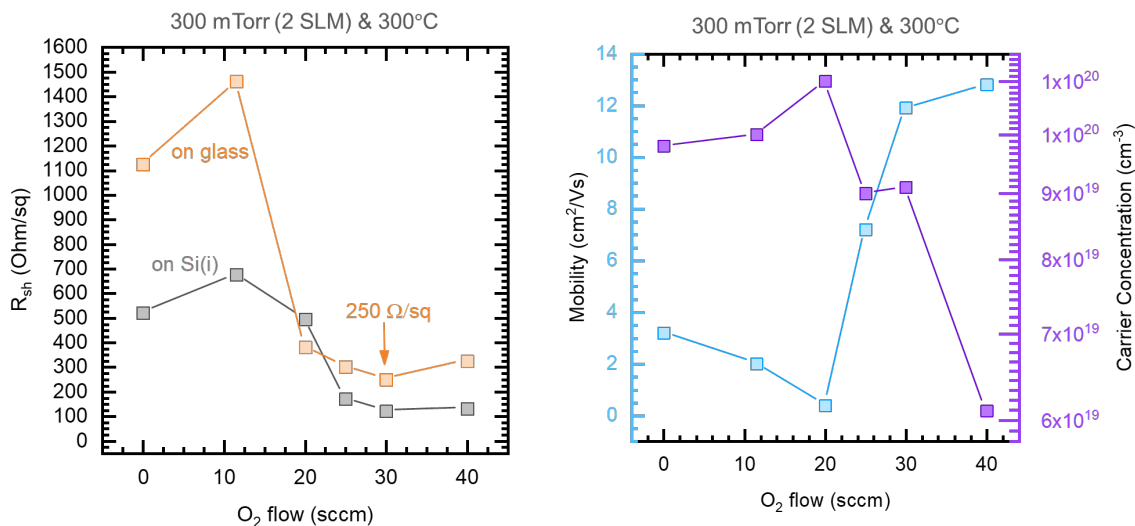 300 mTorr (2 SLM) & 300°C
1600
1500
1400
1300
1200
1100
1000
900
800
700
600
500
400
300
200
100
0
R_sh (Ohm/sq)
on glass
on Si(i)
250 Ω/sq
0 10 20 30 40
O₂ flow (sccm)
300 mTorr (2 SLM) & 300°C
14
12
10
8
6
4
2
0
Mobility (cm²/Vs)
1x10²⁰
1x10²⁰
9x10¹⁹
8x10¹⁹
7x10¹⁹
6x10¹⁹
Carrier Concentration (cm⁻³)
0 10 20 30 40
O₂ flow (sccm)